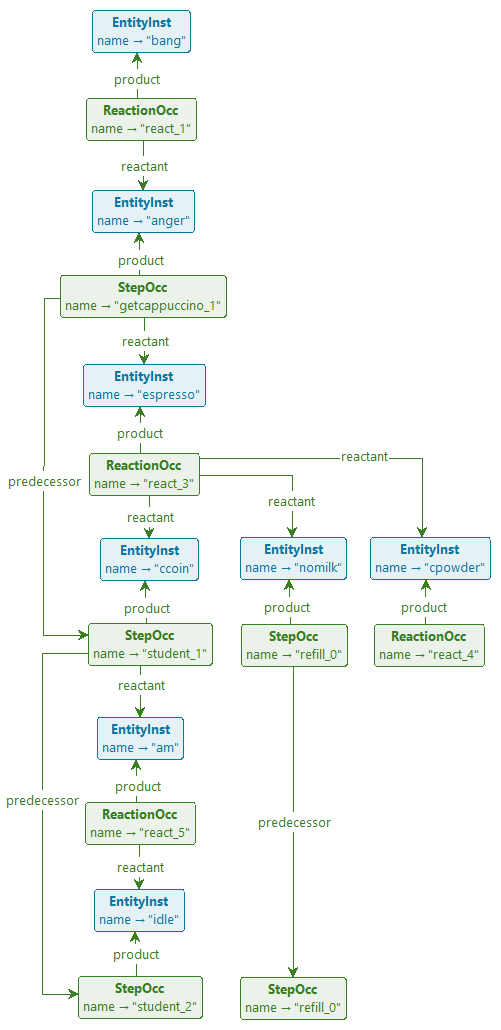 EntityInst
name → "bang"
product
ReactionOcc
name → "react_1"
reactant
EntityInst
name → "anger"
product
StepOcc
name → "getcappuccino_1"
reactant
EntityInst
name → "espresso"
product
ReactionOcc
name → "react_3"
reactant
predecessor
reactant
reactant
EntityInst
name → "ccoin"
EntityInst
name → "nomilk"
EntityInst
name → "cpowder"
product
product
product
StepOcc
name → "student_1"
StepOcc
name → "refill_0"
ReactionOcc
name → "react_4"
reactant
EntityInst
name → "am"
product
predecessor
ReactionOcc
name → "react_5"
predecessor
reactant
EntityInst
name → "idle"
product
StepOcc
name → "student_2"
StepOcc
name → "refill_0"